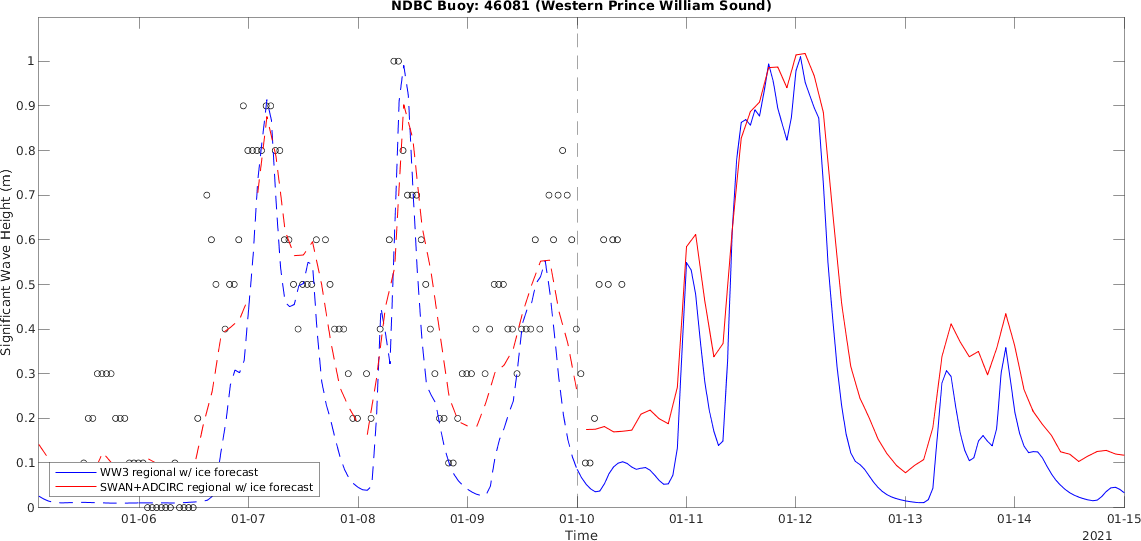 NDBC Buoy: 46081 (Western Prince William Sound)
Significant Wave Height (m)
1
0.9
0.8
0.7
0.6
0.5
0.4
0.3
0.2
0.1
0
WW3 regional w/ ice forecast
SWAN+ADCIRC regional w/ ice forecast
01-06 01-07 01-08 01-09 01-10 01-11 01-12 01-13 01-14 01-15
Time
2021